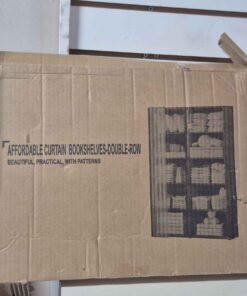 AFFORDABLE CURTAIN BOOKSHELVES-DOUBLE-ROW
BEAUTIFUL, PRACTICAL, WITH PATTERNS